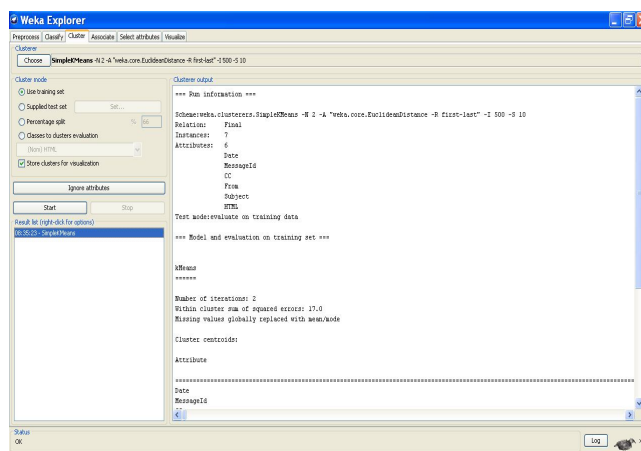 Weka Explorer
Preprocess Classify Cluster Associate Select attributes Visualize
Clusterer
Choose SimpleKMeans -N 2 -A "weka.core.EuclideanDistance -R first-last" -I 500 -S 10
Cluster mode
Use training set
Supplied test set Set...
Percentage split % 66
Classes to clusters evaluation
(Nom) HTML
Store clusters for visualization
Ignore attributes
Start Stop
Result list (right-click for options)
08:35:23 - SimpleKMeans
Clusterer output
=== Run information ===
Scheme:weka.clusterers.SimpleKMeans -N 2 -A "weka.core.EuclideanDistance -R first-last" -I 500 -S 10
Relation: Final
Instances: 7
Attributes: 6
Date
MessageId
CC
From
Subject
HTML
Test mode:evaluate on training data
=== Model and evaluation on training set ===
kMeans
======
Number of iterations: 2
Within cluster sum of squared errors: 17.0
Missing values globally replaced with mean/mode
Cluster centroids:
Attribute
Date
MessageId
Status
OK
Log
x